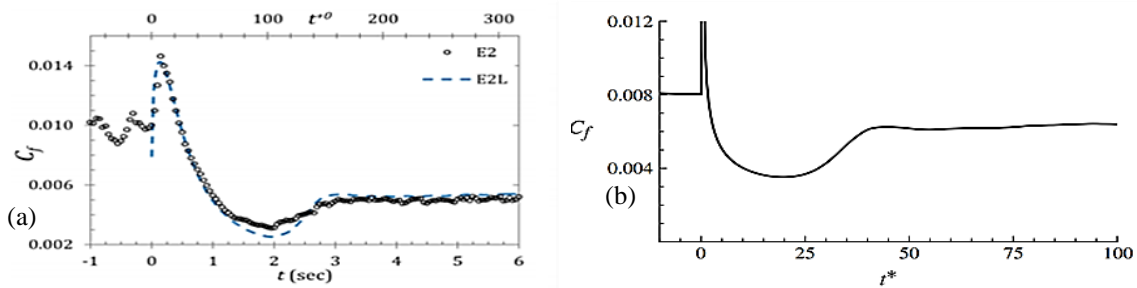 0 100 t⁺⁰ 200 300
0.014
0.010
0.006
0.002
C_f
E2
E2L
(a)
-1 0 1 2 3 4 5 6
t (sec)
0.012
0.008
0.004
C_f
(b)
0 25 50 75 100
t*